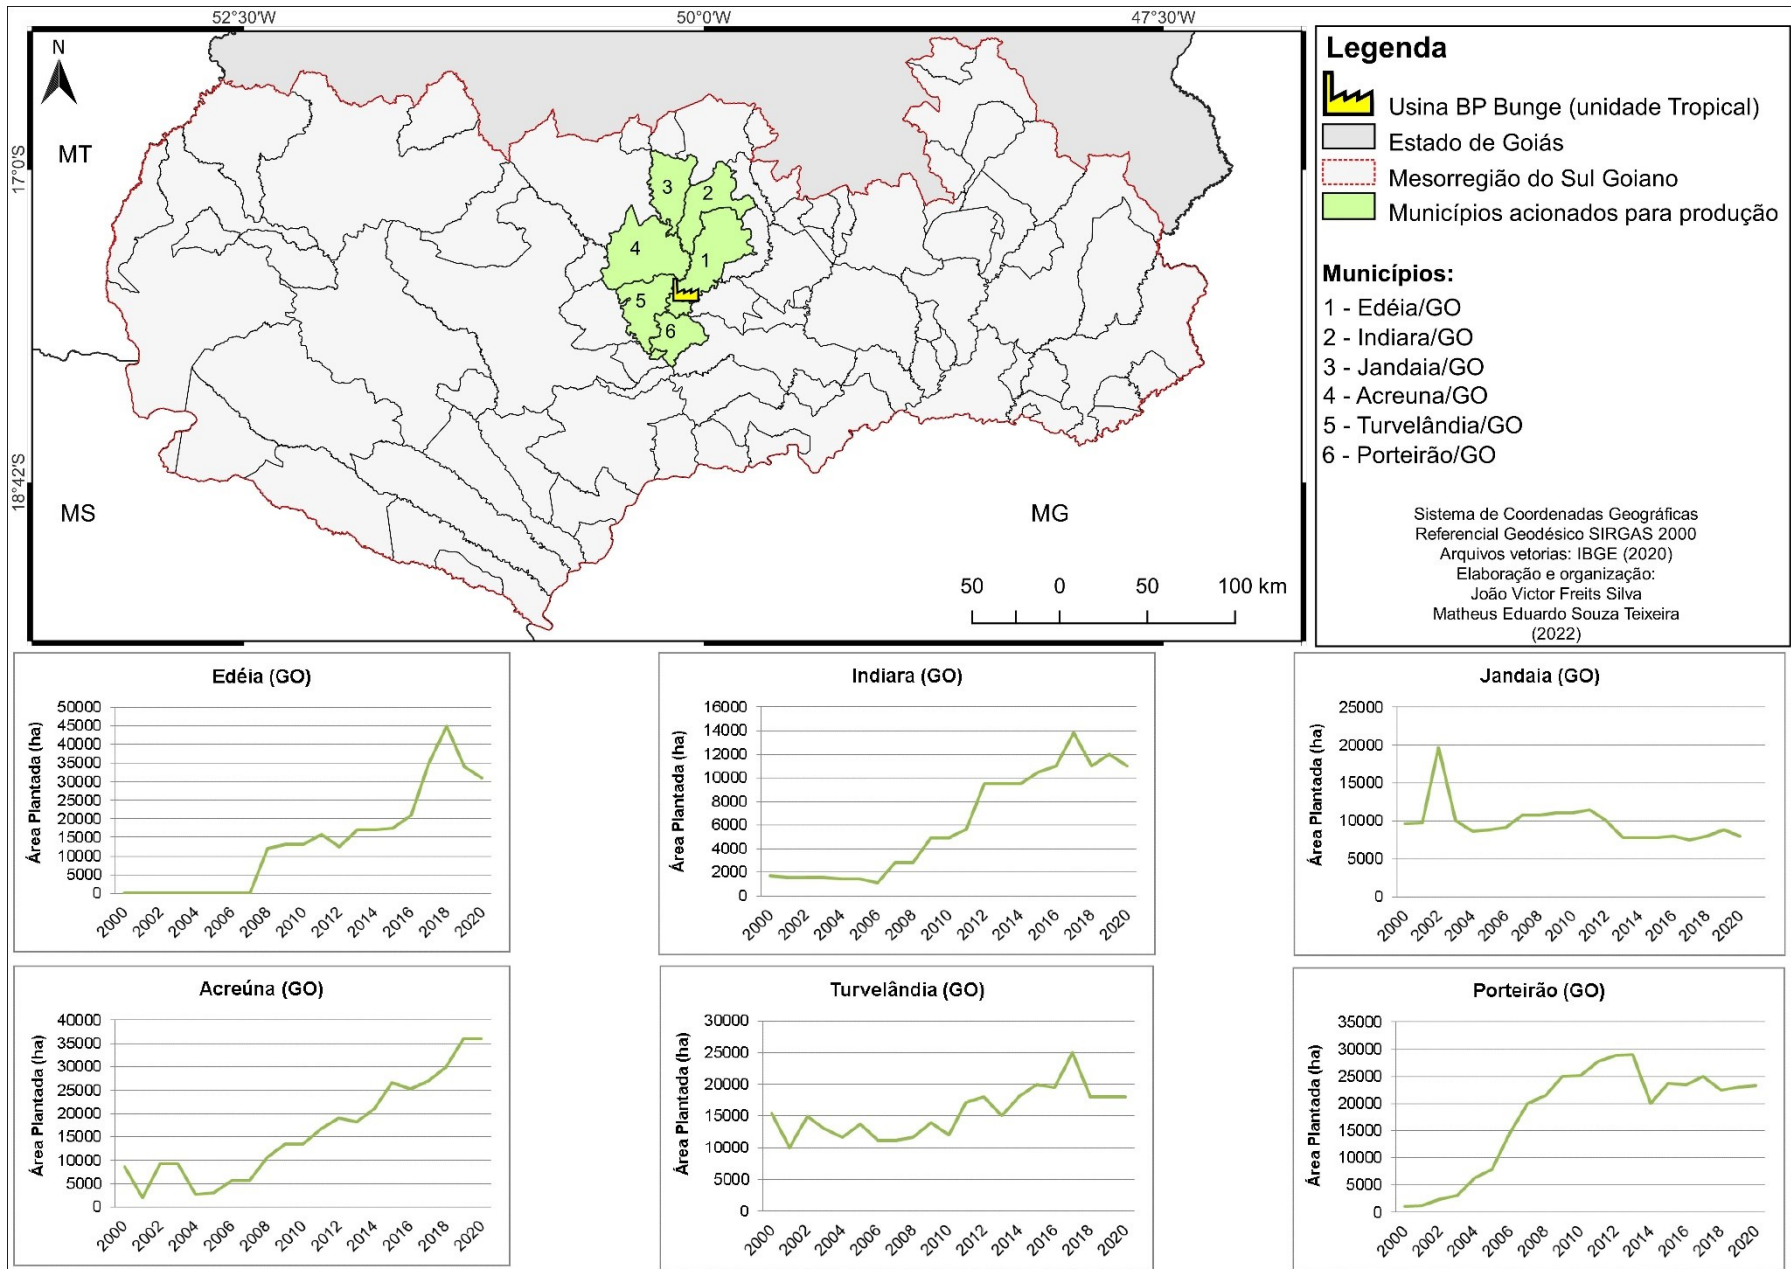 52°30'W
50°0'W
47°30'W
17°0'S
18°42'S
N
MT
MS
MG
3
2
4
1
5
6
50 0 50 100 km
Legenda
Usina BP Bunge (unidade Tropical)
Estado de Goiás
Mesorregião do Sul Goiano
Municípios acionados para produção
Municípios:
1 - Edéia/GO
2 - Indiara/GO
3 - Jandaia/GO
4 - Acreuna/GO
5 - Turvelândia/GO
6 - Porteirão/GO
Sistema de Coordenadas Geográficas
Referencial Geodésico SIRGAS 2000
Arquivos vetorias: IBGE (2020)
Elaboração e organização:
João Victor Freits Silva
Matheus Eduardo Souza Teixeira
(2022)
Edéia (GO)
Área Plantada (ha)
50000
45000
40000
35000
30000
25000
20000
15000
10000
5000
0
2000 2002 2004 2006 2008 2010 2012 2014 2016 2018 2020
Indiara (GO)
Área Plantada (ha)
16000
14000
12000
10000
8000
6000
4000
2000
0
2000 2002 2004 2006 2008 2010 2012 2014 2016 2018 2020
Jandaia (GO)
Área Plantada (ha)
25000
20000
15000
10000
5000
0
2000 2002 2004 2006 2008 2010 2012 2014 2016 2018 2020
Acreúna (GO)
Área Plantada (ha)
40000
35000
30000
25000
20000
15000
10000
5000
0
2000 2002 2004 2006 2008 2010 2012 2014 2016 2018 2020
Turvelândia (GO)
Área Plantada (ha)
30000
25000
20000
15000
10000
5000
0
2000 2002 2004 2006 2008 2010 2012 2014 2016 2018 2020
Porteirão (GO)
Área Plantada (ha)
35000
30000
25000
20000
15000
10000
5000
0
2000 2002 2004 2006 2008 2010 2012 2014 2016 2018 2020